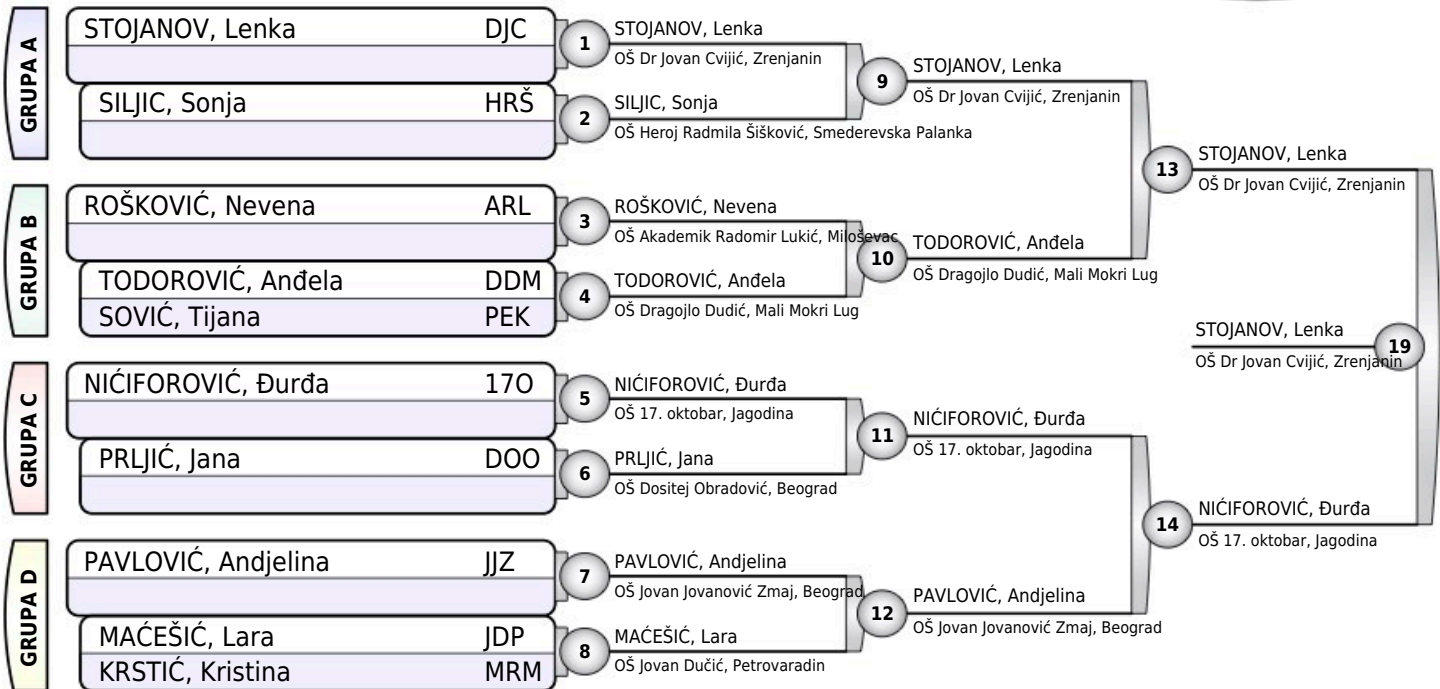 GRUPA A
STOJANOV, Lenka DJC
SILJIC, Sonja HRŠ
GRUPA B
ROŠKOVIĆ, Nevena ARL
TODOROVIĆ, Anđela DDM
SOVIĆ, Tijana PEK
GRUPA C
NIĆIFOROVIĆ, Đurđa 17O
PRLJIĆ, Jana DOO
GRUPA D
PAVLOVIĆ, Andjelina JJZ
MAĆEŠIĆ, Lara JDP
KRSTIĆ, Kristina MRM
1
STOJANOV, Lenka
OŠ Dr Jovan Cvijić, Zrenjanin
2
SILJIC, Sonja
OŠ Heroj Radmila Šišković, Smederevska Palanka
3
ROŠKOVIĆ, Nevena
OŠ Akademik Radomir Lukić, Miloševac
4
TODOROVIĆ, Anđela
OŠ Dragojlo Dudić, Mali Mokri Lug
5
NIĆIFOROVIĆ, Đurđa
OŠ 17. oktobar, Jagodina
6
PRLJIĆ, Jana
OŠ Dositej Obradović, Beograd
7
PAVLOVIĆ, Andjelina
OŠ Jovan Jovanović Zmaj, Beograd
8
MAĆEŠIĆ, Lara
OŠ Jovan Dučić, Petrovaradin
9
STOJANOV, Lenka
OŠ Dr Jovan Cvijić, Zrenjanin
10
TODOROVIĆ, Anđela
OŠ Dragojlo Dudić, Mali Mokri Lug
11
NIĆIFOROVIĆ, Đurđa
OŠ 17. oktobar, Jagodina
12
PAVLOVIĆ, Andjelina
OŠ Jovan Jovanović Zmaj, Beograd
13
STOJANOV, Lenka
OŠ Dr Jovan Cvijić, Zrenjanin
14
NIĆIFOROVIĆ, Đurđa
OŠ 17. oktobar, Jagodina
STOJANOV, Lenka
OŠ Dr Jovan Cvijić, Zrenjanin
19